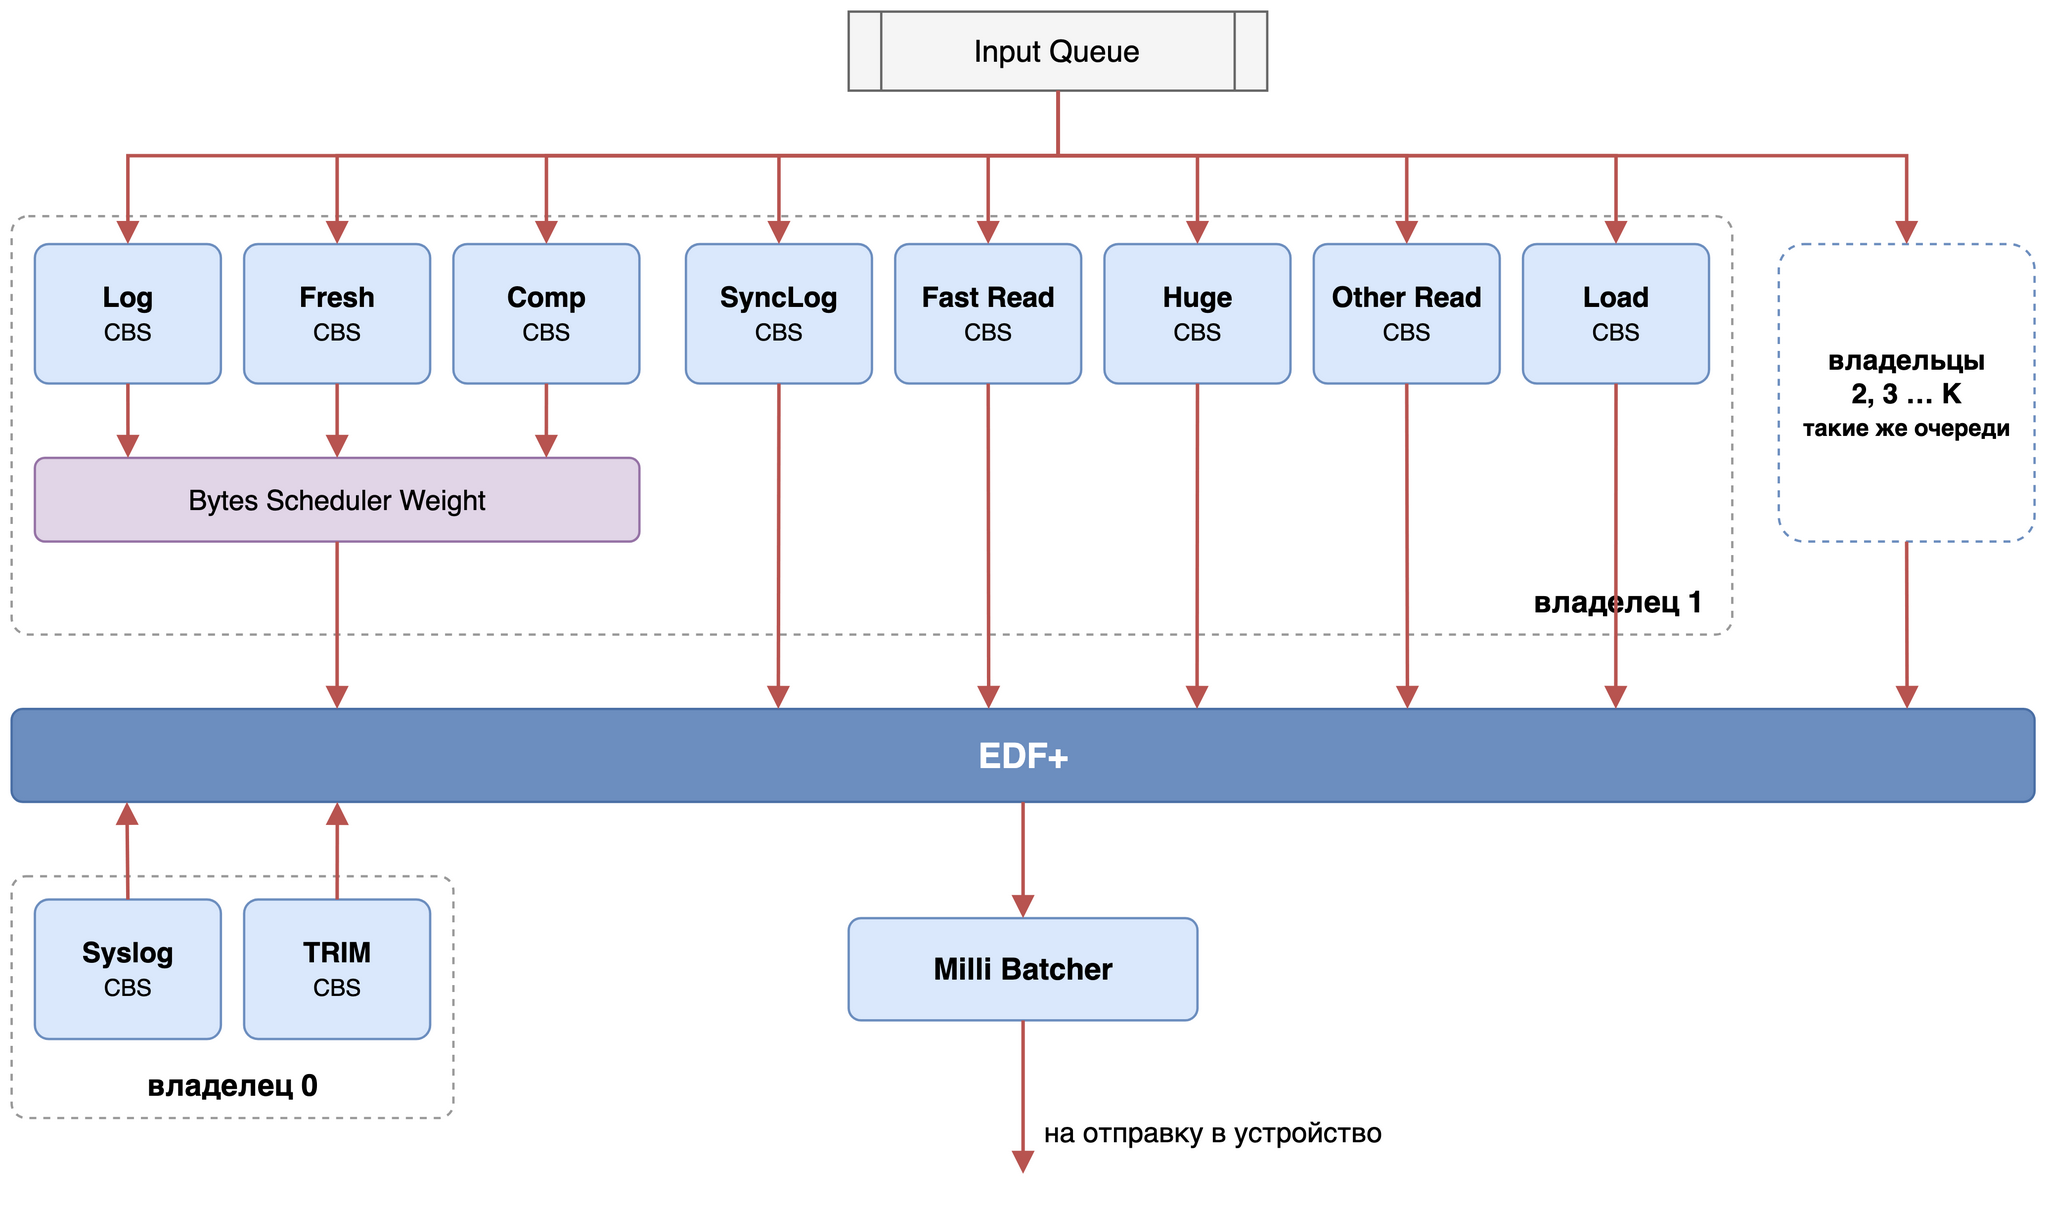 Input Queue
Log
CBS
Fresh
CBS
Comp
CBS
SyncLog
CBS
Fast Read
CBS
Huge
CBS
Other Read
CBS
Load
CBS
владельцы
2, 3 … K
такие же очереди
Bytes Scheduler Weight
владелец 1
EDF+
Syslog
CBS
TRIM
CBS
владелец 0
Milli Batcher
на отправку в устройство